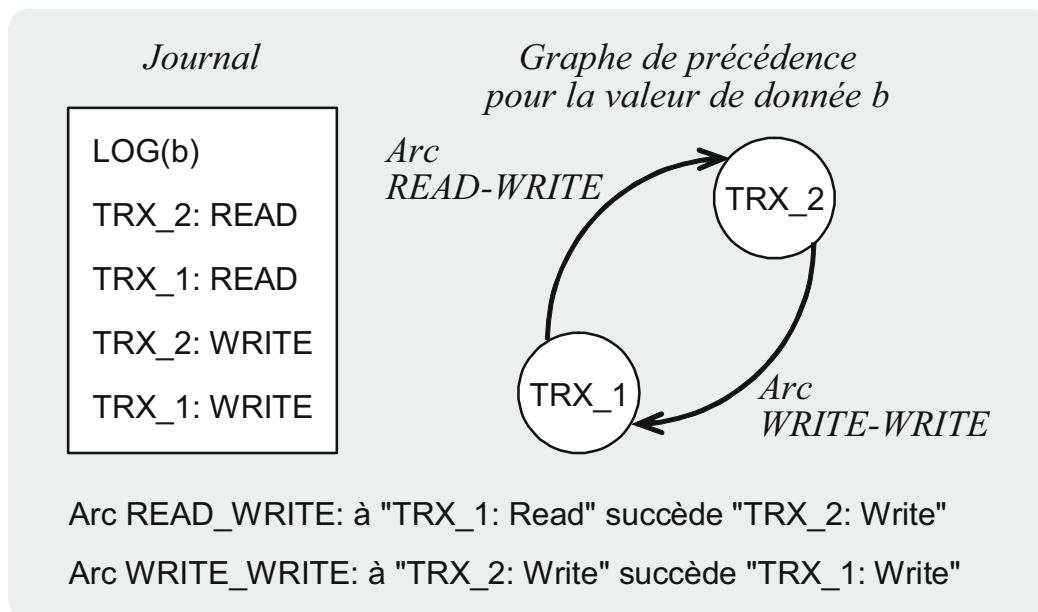 Journal
LOG(b)
TRX_2: READ
TRX_1: READ
TRX_2: WRITE
TRX_1: WRITE
Graphe de précédence
pour la valeur de donnée b
Arc
READ-WRITE
TRX_2
TRX_1
Arc
WRITE-WRITE
Arc READ_WRITE: à "TRX_1: Read" succède "TRX_2: Write"
Arc WRITE_WRITE: à "TRX_2: Write" succède "TRX_1: Write"